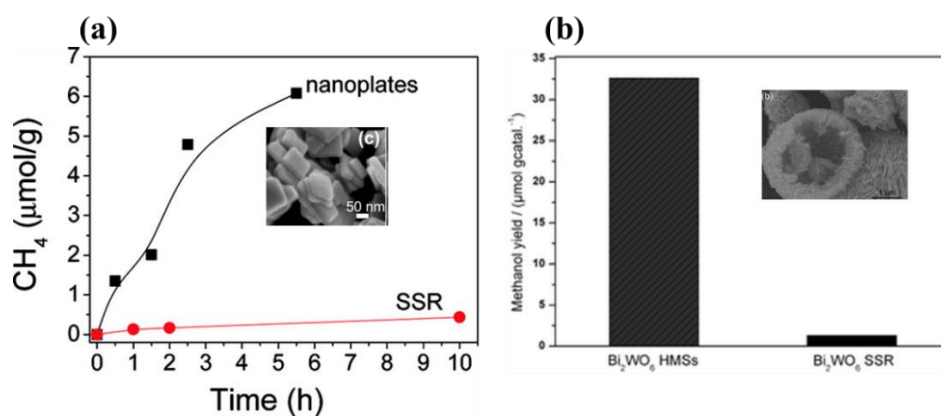 (a)
7
6
5
4
3
2
1
0
CH₄ (μmol/g)
nanoplates
(c)
50 nm
SSR
0 1 2 3 4 5 6 7 8 9 10
Time (h)
(b)
35
30
25
20
15
10
5
0
Methanol yield / (μmol gcatal.⁻¹)
(b)
1 μm
Bi₂WO₆ HMSs Bi₂WO₆ SSR